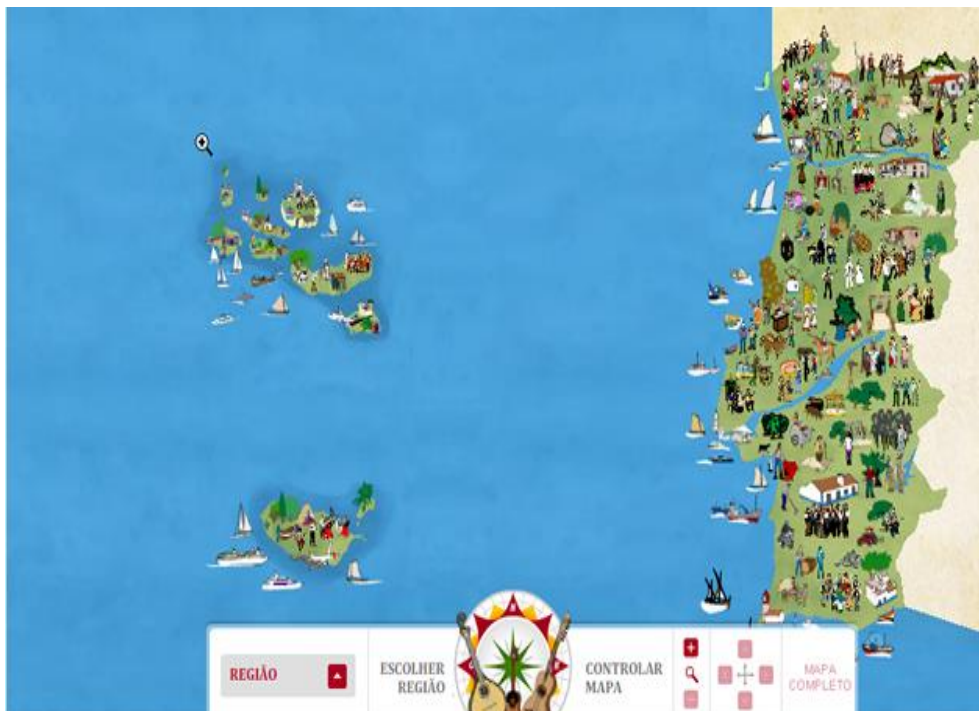 REGIÃO
ESCOLHER
REGIÃO
CONTROLAR
MAPA
MAPA
COMPLETO